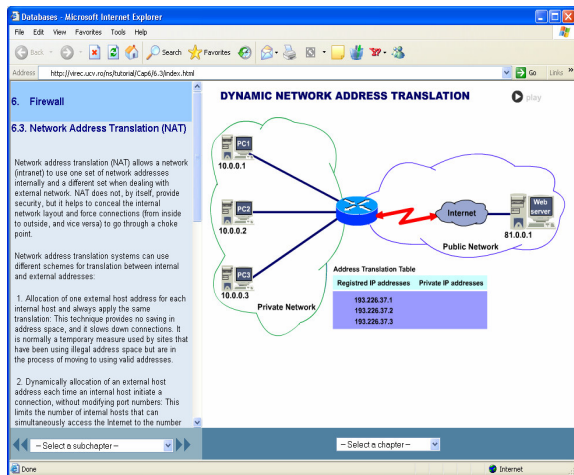 Databases - Microsoft Internet Explorer
File Edit View Favorites Tools Help
Back Search Favorites
Address http://virec.ucv.ro/ns/tutorial/Cap6/6.3/index.html Go Links »
6. Firewall
6.3. Network Address Translation (NAT)
Network address translation (NAT) allows a network
(intranet) to use one set of network addresses
internally and a different set when dealing with
external network. NAT does not, by itself, provide
security, but it helps to conceal the internal
network layout and force connections (from inside
to outside, and vice versa) to go through a choke
point.
Network address translation systems can use
different schemes for translation between internal
and external addresses:
1. Allocation of one external host address for each
internal host and always apply the same
translation: This technique provides no saving in
address space, and it slows down connections. It
is normally a temporary measure used by sites that
have been using illegal address space but are in
the process of moving to using valid addresses.
2. Dynamically allocation of an external host
address each time an internal host initiate a
connection, without modifying port numbers: This
limits the number of internal hosts that can
simultaneously access the Internet to the number
DYNAMIC NETWORK ADDRESS TRANSLATION
play
PC1
10.0.0.1
PC2
10.0.0.2
PC3
10.0.0.3
Private Network
Internet
Web
server
81.0.0.1
Public Network
Address Translation Table
Registred IP addresses Private IP addresses
193.226.37.1
193.226.37.2
193.226.37.3
-- Select a subchapter --
-- Select a chapter --
Done
Internet